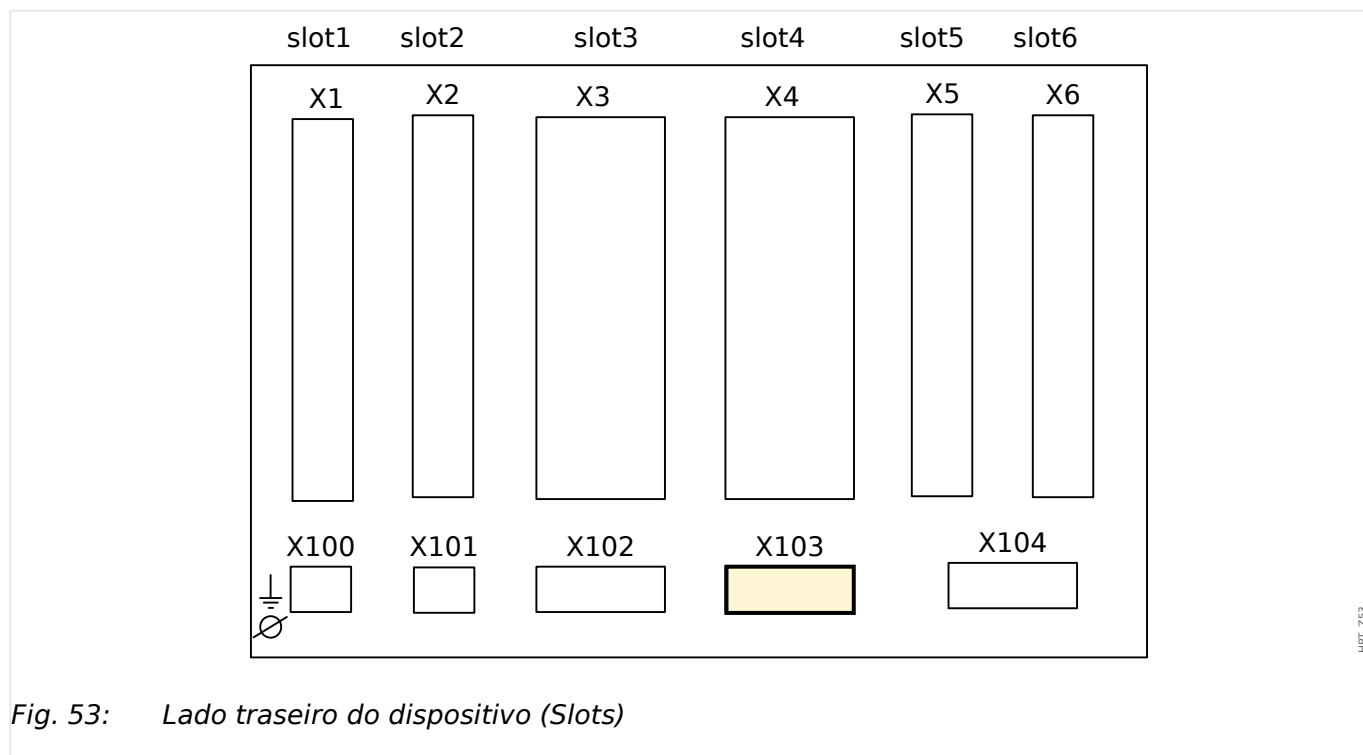 slot1 slot2 slot3 slot4 slot5 slot6
X1 X2 X3 X4 X5 X6
X100 X101 X102 X103 X104
Fig. 53: Lado traseiro do dispositivo (Slots)